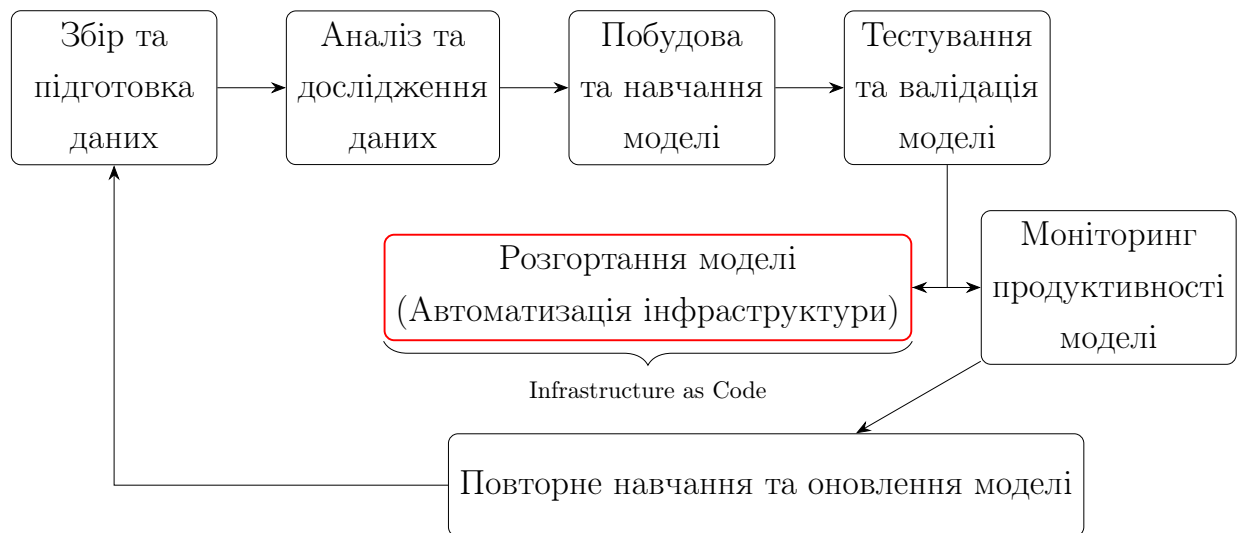 Збір та
підготовка
даних
Аналіз та
дослідження
даних
Побудова
та навчання
моделі
Тестування
та валідація
моделі
Розгортання моделі
(Автоматизація інфраструктури)
Infrastructure as Code
Моніторинг
продуктивності
моделі
Повторне навчання та оновлення моделі